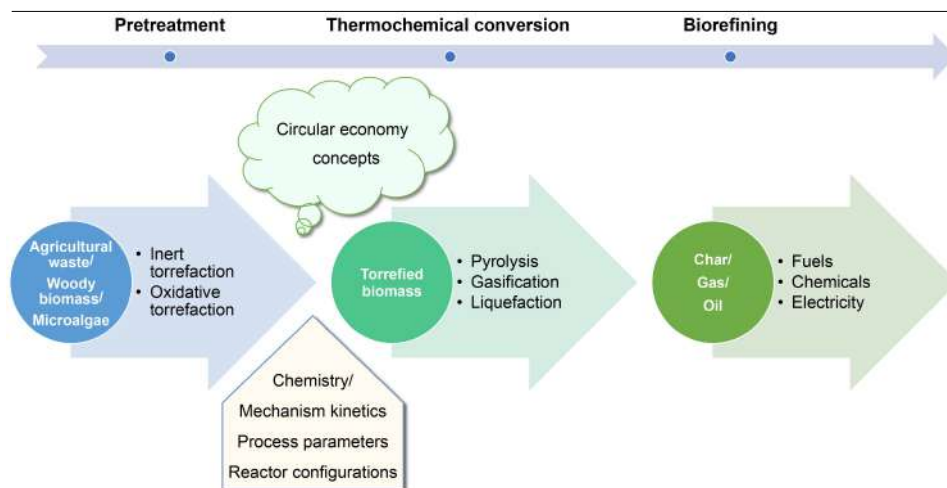 Pretreatment
Thermochemical conversion
Biorefining
Circular economy
concepts
Agricultural
waste/
Woody
biomass/
Microalgae
• Inert
torrefaction
• Oxidative
torrefaction
Torrefied
biomass
• Pyrolysis
• Gasification
• Liquefaction
Char/
Gas/
Oil
• Fuels
• Chemicals
• Electricity
Chemistry/
Mechanism kinetics
Process parameters
Reactor configurations